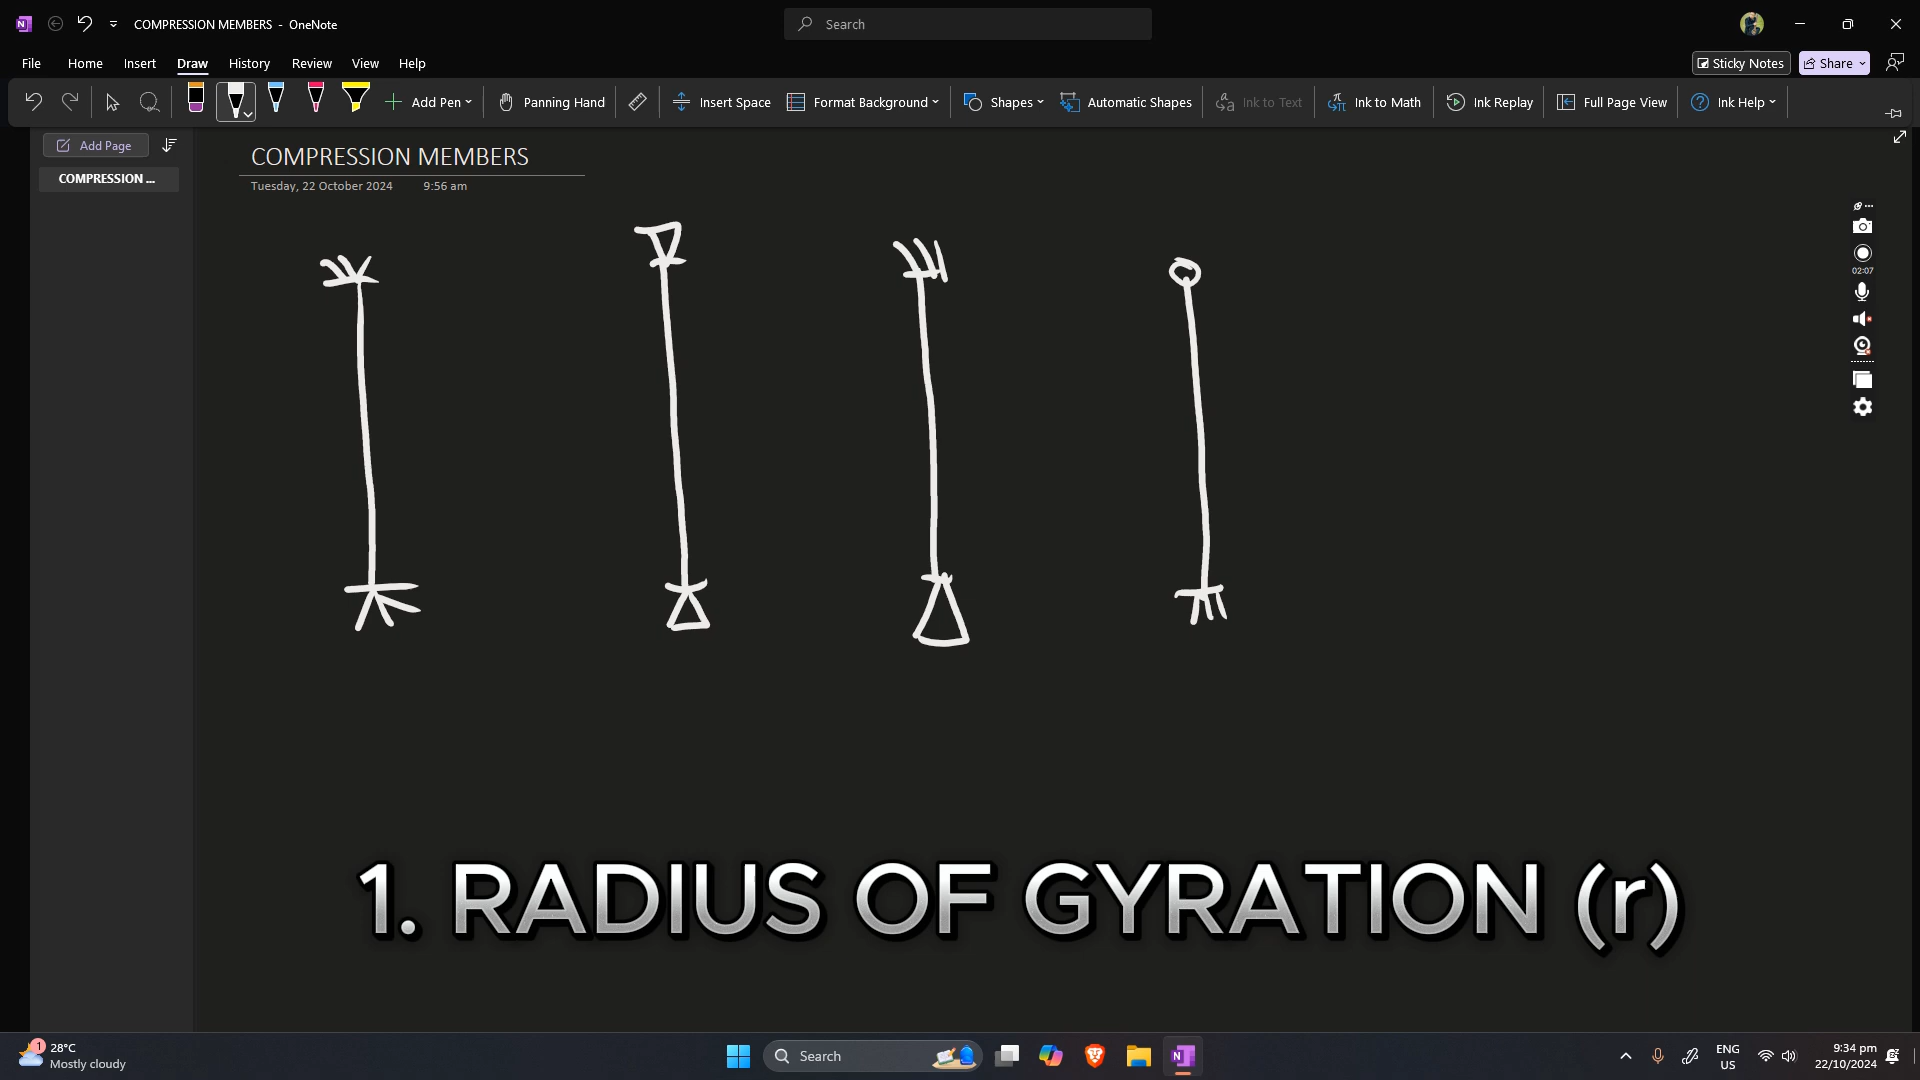 COMPRESSION MEMBERS - OneNote
Search
File Home Insert Draw History Review View Help
Sticky Notes Share
Add Pen Panning Hand Insert Space Format Background Shapes Automatic Shapes Ink to Text Ink to Math Ink Replay Full Page View Ink Help
Add Page
COMPRESSION ...
COMPRESSION MEMBERS
Tuesday, 22 October 2024 9:56 am
02:07
1. RADIUS OF GYRATION (r)
1
28°C
Mostly cloudy
Search
ENG
US
9:34 pm
22/10/2024